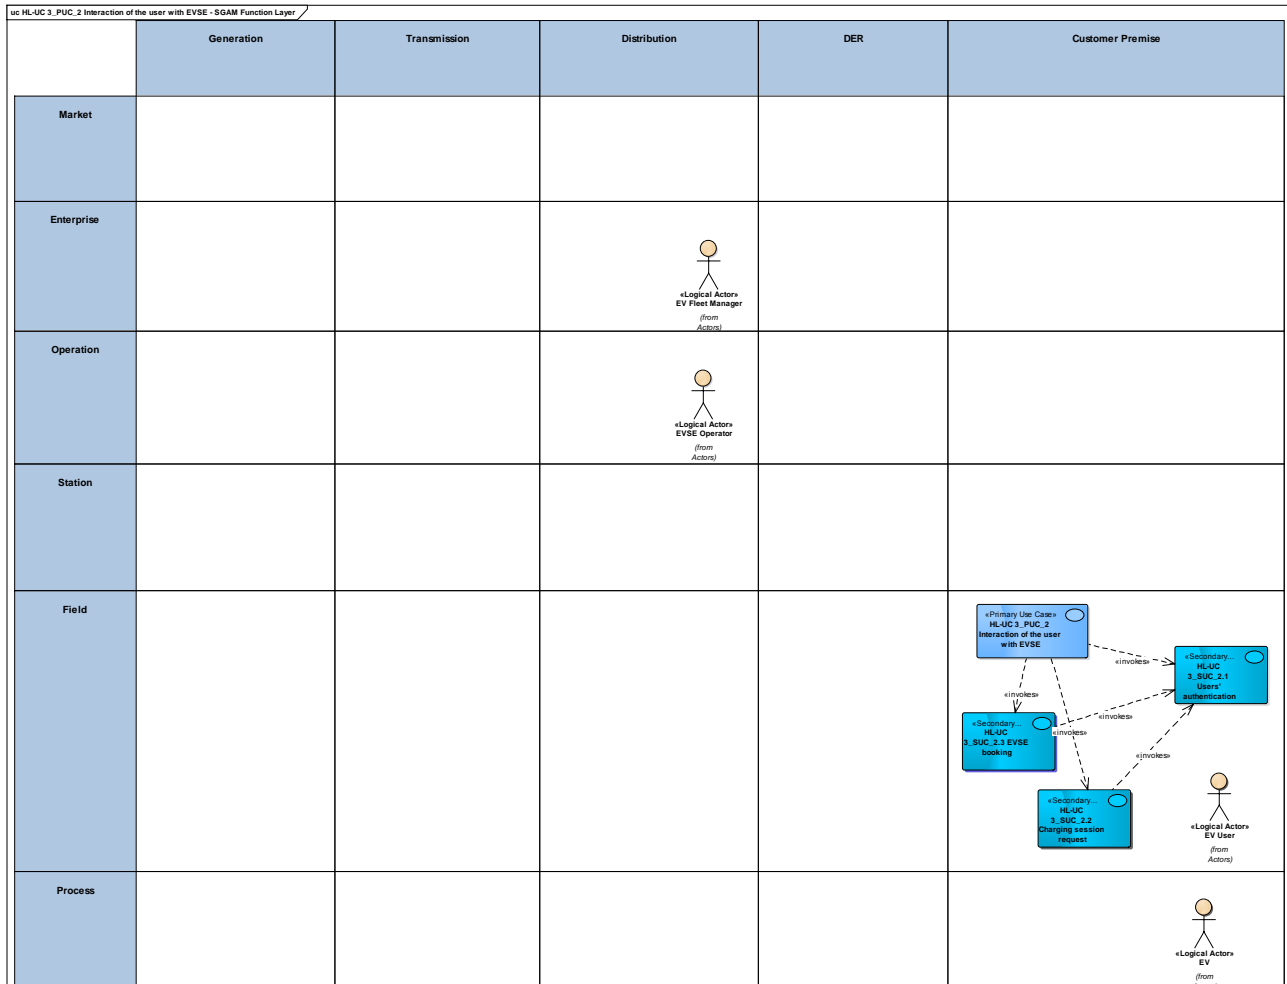 uc HL-UC 3_PUC_2 Interaction of the user with EVSE - SGAM Function Layer
Generation
Transmission
Distribution
DER
Customer Premise
Market
Enterprise
«Logical Actor»
EV Fleet Manager
(from
Actors)
Operation
«Logical Actor»
EVSE Operator
(from
Actors)
Station
Field
«Primary Use Case»
HL-UC 3_PUC_2
Interaction of the user
with EVSE
«invokes»
«Secondary...
HL-UC
3_SUC_2.1
Users'
authentication
«invokes»
«invokes»
«Secondary...
HL-UC
3_SUC_2.3 EVSE
booking
«invokes»
«invokes»
«Secondary...
HL-UC
3_SUC_2.2
Charging session
request
«Logical Actor»
EV User
(from
Actors)
Process
«Logical Actor»
EV
(from